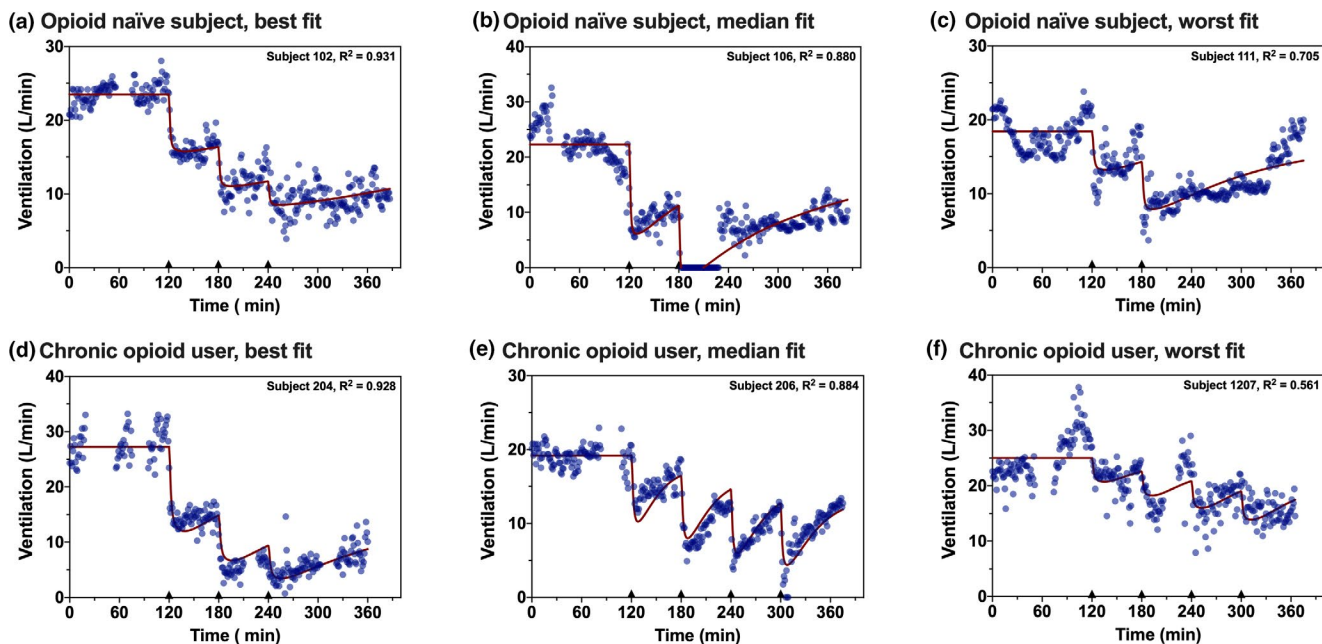 (a) Opioid naïve subject, best fit
Subject 102, R² = 0.931
Ventilation (L/min)
30
20
10
0
0 60 120 180 240 300 360
Time ( min)
(b) Opioid naïve subject, median fit
Subject 106, R² = 0.880
Ventilation (L/min)
40
30
20
10
0
0 60 120 180 240 300 360
Time (min)
(c) Opioid naïve subject, worst fit
Subject 111, R² = 0.705
Ventilation (L/min)
30
20
10
0
0 60 120 180 240 300 360
Time (min)
(d) Chronic opioid user, best fit
Subject 204, R² = 0.928
Ventilation (L/min)
40
30
20
10
0
0 60 120 180 240 300 360
Time (min)
(e) Chronic opioid user, median fit
Subject 206, R² = 0.884
Ventilation (L/min)
30
20
10
0
0 60 120 180 240 300 360
Time (min)
(f) Chronic opioid user, worst fit
Subject 1207, R² = 0.561
Ventilation (L/min)
40
30
20
10
0
0 60 120 180 240 300 360
Time (min)